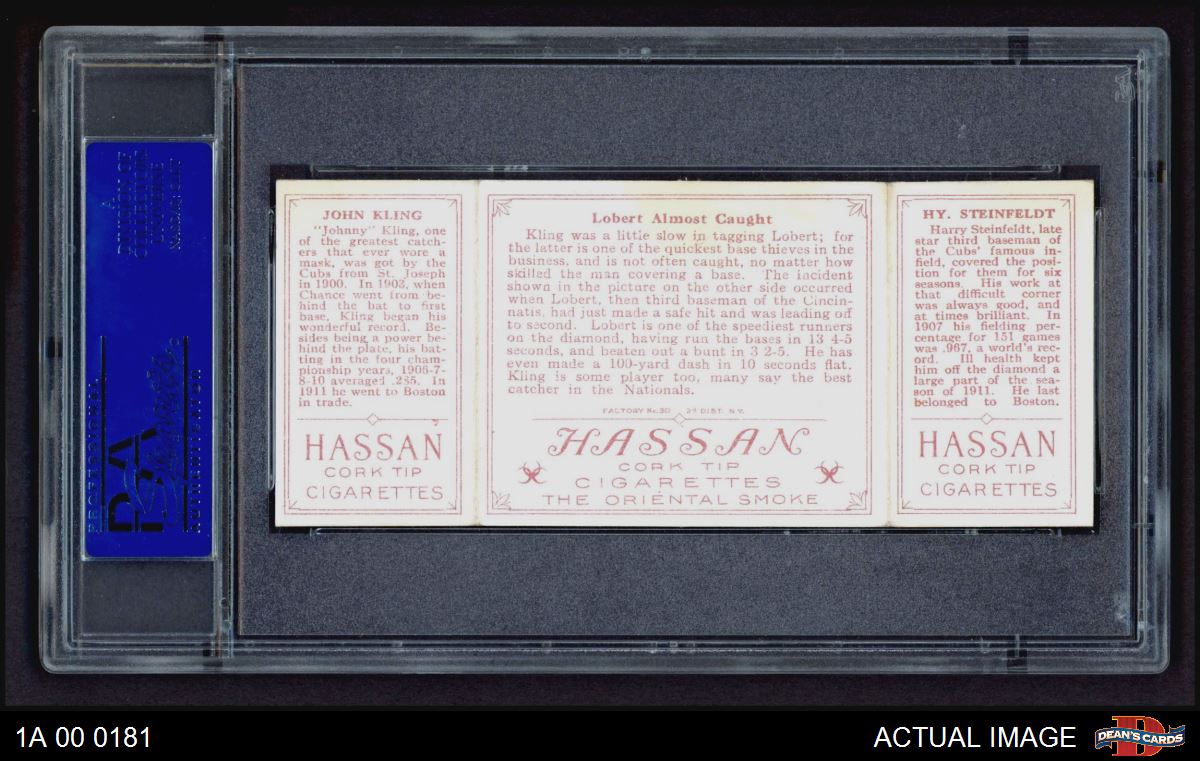 JOHN KLING
"Johnny" Kling, one
of the greatest catch-
ers that ever wore a
mask, was got by the
Cubs from St. Joseph
in 1900. In 1903, when
Chance went from be-
hind the bat to first
base, Kling began his
wonderful record. Be-
sides being a power be-
hind the plate, his bat-
ting in the four cham-
pionship years, 1906-7-
8-10 averaged .235. In
1911 he went to Boston
in trade.
HASSAN
CORK TIP
CIGARETTES
Lobert Almost Caught
Kling was a little slow in tagging Lobert; for
the latter is one of the quickest base thieves in the
business, and is not often caught, no matter how
skilled the man covering a base. The incident
shown in the picture on the other side occurred
when Lobert, then third baseman of the Cincin-
natis, had just made a safe hit and was leading off
to second. Lobert is one of the speediest runners
on the diamond, having run the bases in 13 4-5
seconds, and beaten out a bunt in 3 2-5. He has
even made a 100-yard dash in 10 seconds flat.
Kling is some player too, many say the best
catcher in the Nationals.
FACTORY No.30 2d DIST. N.Y.
HASSAN
CORK TIP
CIGARETTES
THE ORIENTAL SMOKE
HY. STEINFELDT
Harry Steinfeldt, late
star third baseman of
the Cubs' famous in-
field, covered the posi-
tion for them for six
seasons. His work at
that difficult corner
was always good, and
at times brilliant. In
1907 his fielding per-
centage for 151 games
was .967, a world's rec-
ord. Ill health kept
him off the diamond a
large part of the sea-
son of 1911. He last
belonged to Boston.
HASSAN
CORK TIP
CIGARETTES
PSA
1A 00 0181
ACTUAL IMAGE
DEAN'S CARDS